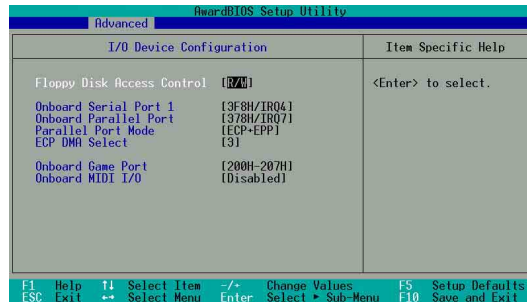 AwardBIOS Setup Utility
Advanced
I/O Device Configuration
Item Specific Help
Floppy Disk Access Control [R/W]
<Enter> to select.
Onboard Serial Port 1 [3F8H/IRQ4]
Onboard Parallel Port [378H/IRQ7]
Parallel Port Mode [ECP+EPP]
ECP DMA Select [3]
Onboard Game Port [200H-207H]
Onboard MIDI I/O [Disabled]
F1 Help ↑↓ Select Item -/+ Change Values F5 Setup Defaults
ESC Exit ↔ Select Menu Enter Select ► Sub-Menu F10 Save and Exit